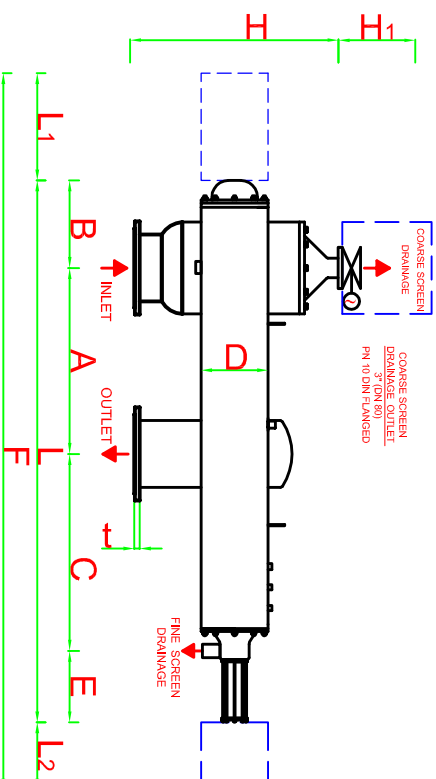 H
H1
L1
B
A
L
F
C
E
L2
D
t
INLET
OUTLET
COARSE SCREEN
DRAINAGE
~
COARSE SCREEN
DRAINAGE OUTLET
3" (DN 80)
PN 10 DIN FLANGED
FINE SCREEN
DRAINAGE